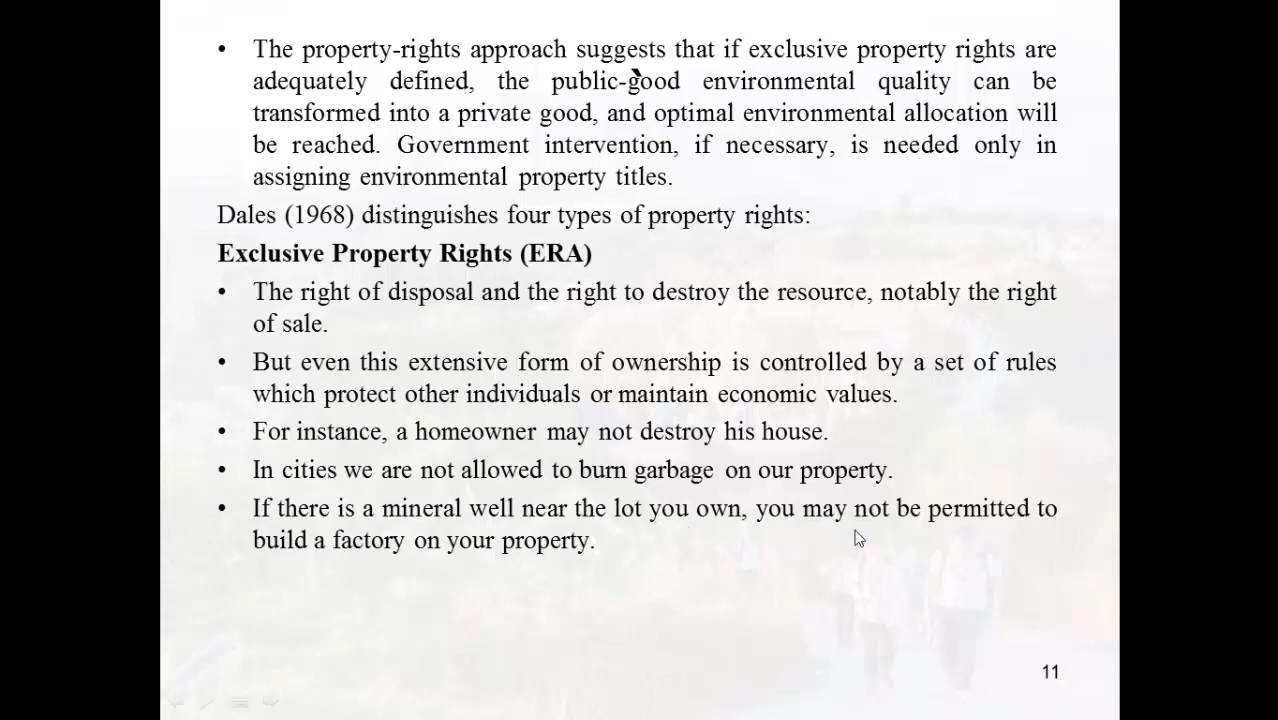 • The property-rights approach suggests that if exclusive property rights are
adequately defined, the public-good environmental quality can be
transformed into a private good, and optimal environmental allocation will
be reached. Government intervention, if necessary, is needed only in
assigning environmental property titles.
Dales (1968) distinguishes four types of property rights:
Exclusive Property Rights (ERA)
• The right of disposal and the right to destroy the resource, notably the right
of sale.
• But even this extensive form of ownership is controlled by a set of rules
which protect other individuals or maintain economic values.
• For instance, a homeowner may not destroy his house.
• In cities we are not allowed to burn garbage on our property.
• If there is a mineral well near the lot you own, you may not be permitted to
build a factory on your property.
11